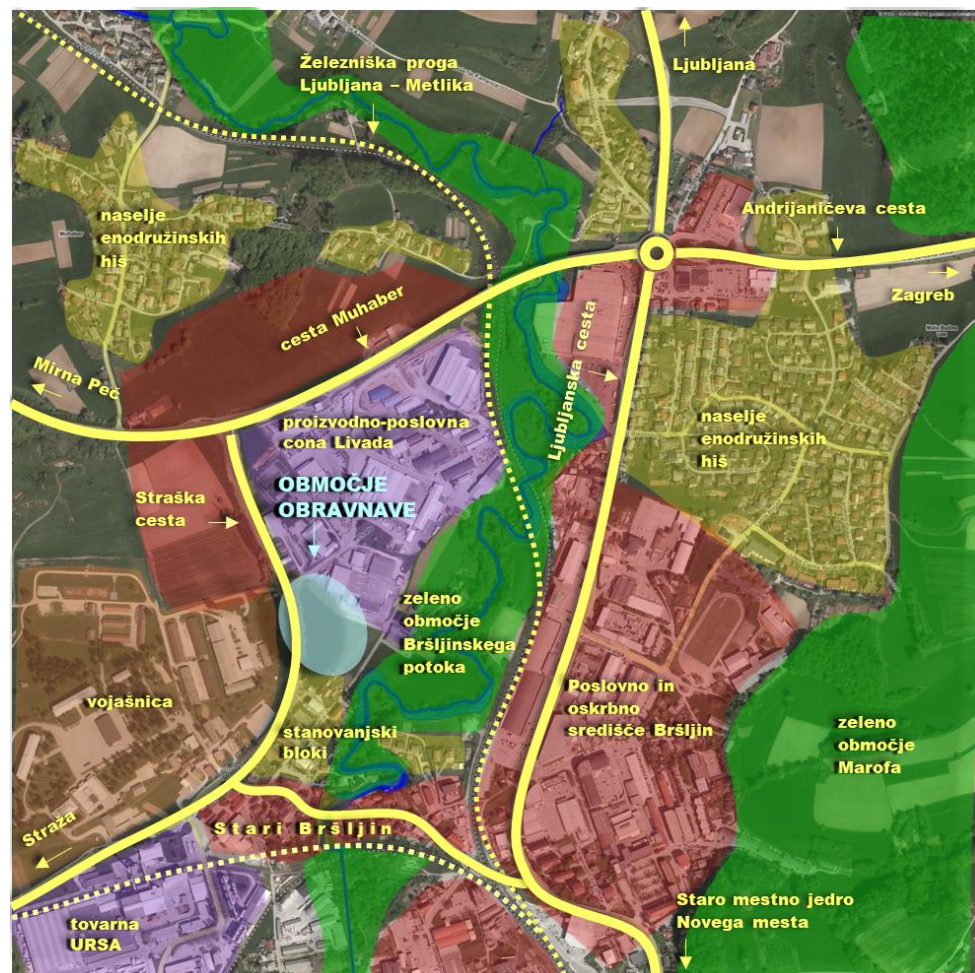 Železniška proga
Ljubljana – Metlika
Ljubljana
naselje
enodružinskih
hiš
Andrijaničeva cesta
Zagreb
cesta Muhaber
Mirna Peč
Ljubljanska cesta
proizvodno-poslovna
cona Livada
naselje
enodružinskih
hiš
OBMOČJE
OBRAVNAVE
Straška
cesta
zeleno
območje
Bršljinskega
potoka
vojašnica
Poslovno in
oskrbno
središče Bršljin
zeleno
območje
Marofa
stanovanjski
bloki
Straža
Stari Bršljin
Staro mestno jedro
Novega mesta
tovarna
URSA